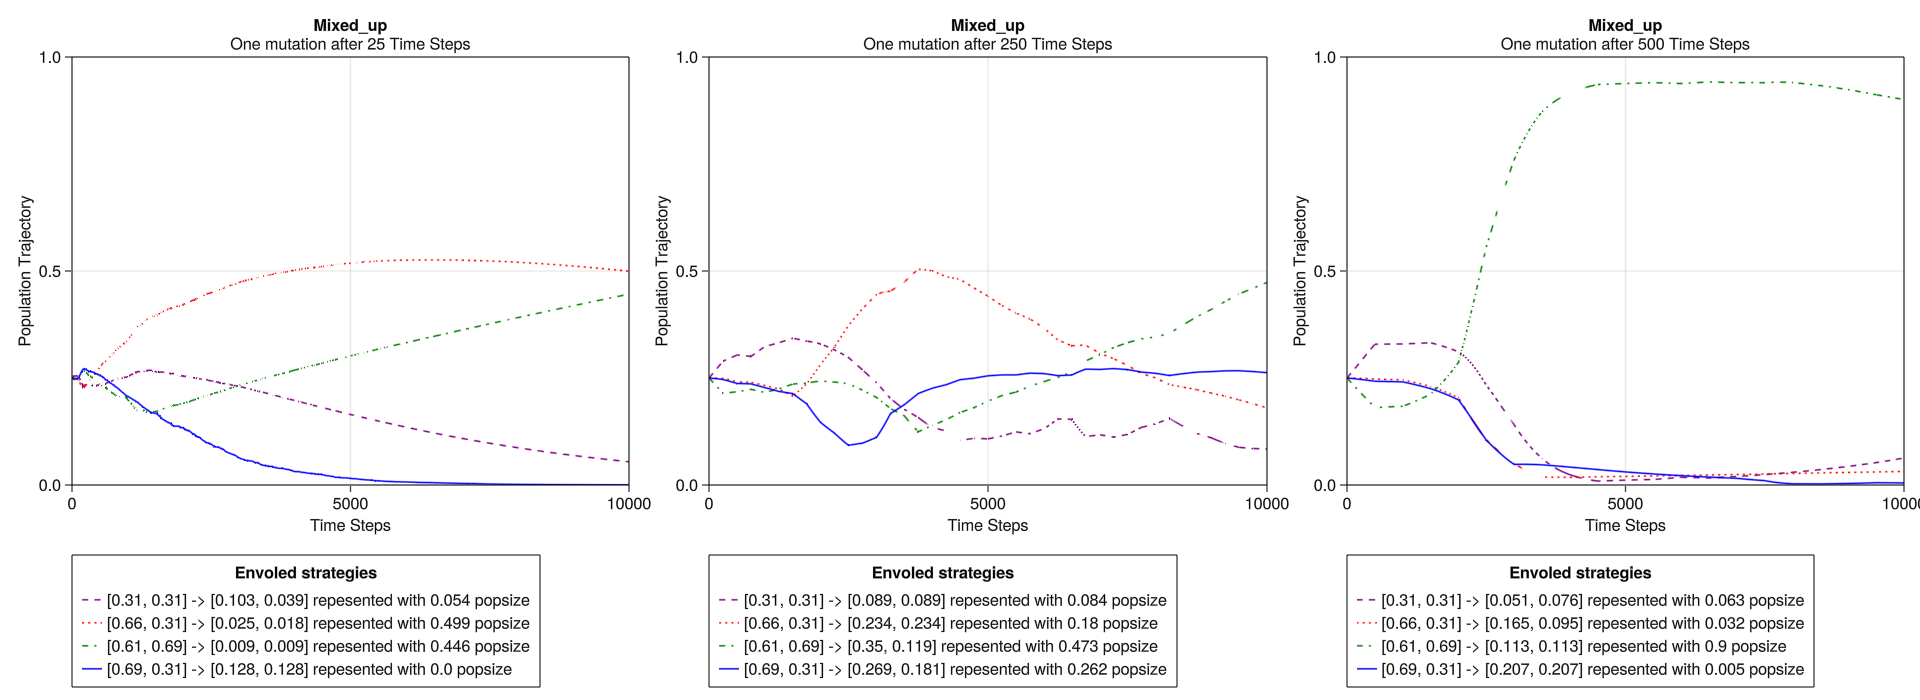 Mixed_up
One mutation after 25 Time Steps
1.0
0.5
0.0
Population Trajectory
0
5000
10000
Time Steps
Envoled strategies
[0.31, 0.31] -> [0.103, 0.039] repesented with 0.054 popsize
[0.66, 0.31] -> [0.025, 0.018] repesented with 0.499 popsize
[0.61, 0.69] -> [0.009, 0.009] repesented with 0.446 popsize
[0.69, 0.31] -> [0.128, 0.128] repesented with 0.0 popsize
Mixed_up
One mutation after 250 Time Steps
1.0
0.5
0.0
Population Trajectory
0
5000
10000
Time Steps
Envoled strategies
[0.31, 0.31] -> [0.089, 0.089] repesented with 0.084 popsize
[0.66, 0.31] -> [0.234, 0.234] repesented with 0.18 popsize
[0.61, 0.69] -> [0.35, 0.119] repesented with 0.473 popsize
[0.69, 0.31] -> [0.269, 0.181] repesented with 0.262 popsize
Mixed_up
One mutation after 500 Time Steps
1.0
0.5
0.0
Population Trajectory
0
5000
10000
Time Steps
Envoled strategies
[0.31, 0.31] -> [0.051, 0.076] repesented with 0.063 popsize
[0.66, 0.31] -> [0.165, 0.095] repesented with 0.032 popsize
[0.61, 0.69] -> [0.113, 0.113] repesented with 0.9 popsize
[0.69, 0.31] -> [0.207, 0.207] repesented with 0.005 popsize